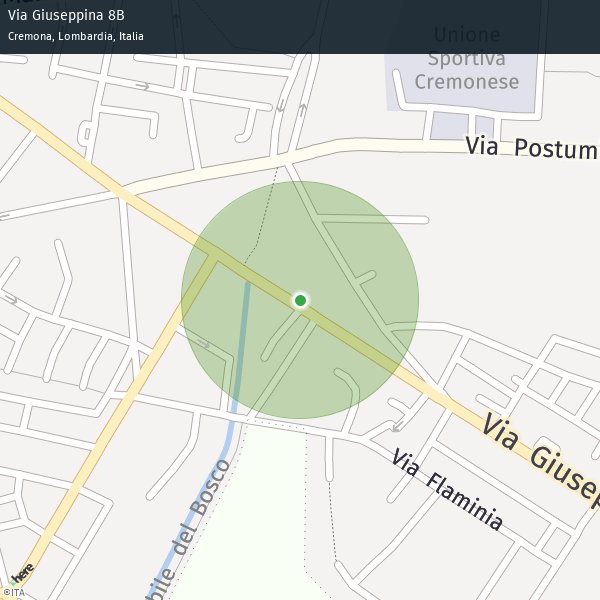 Via Giuseppina 8B
Cremona, Lombardia, Italia
Unione
Sportiva
Cremonese
Via Postum
Via Giusepp
Via Flaminia
bile del Bosco
here
©ITA